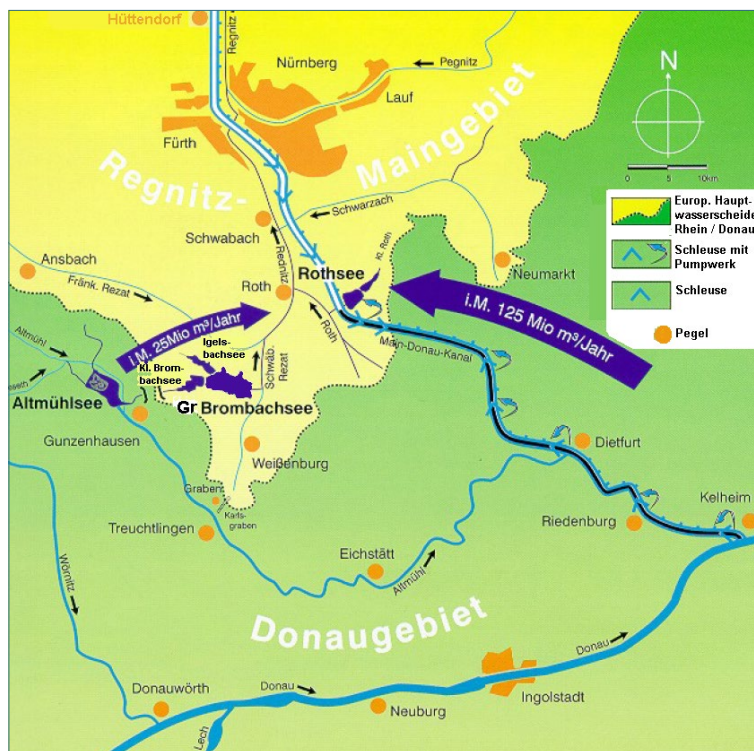 Hüttendorf
Regnitz
Nürnberg
Pegnitz
Lauf
Fürth
Maingebiet
Regnitz-
Schwarzach
Schwabach
Rednitz
Kl. Roth
Rothsee
Neumarkt
Ansbach
Fränk. Rezat
Roth
Roth
i.M. 25Mio m³/Jahr
i.M. 125 Mio m³/Jahr
Main-Donau-Kanal
N
0 5 10km
Europ. Haupt-
wasserscheide
Rhein / Donau
Schleuse mit
Pumpwerk
Schleuse
Pegel
Altmühl
Igels-
bachsee
Kl. Brom-
bachsee
Schwäb.
Rezat
Altmühlsee
Gr Brombachsee
Gunzenhausen
Weißenburg
Dietfurt
Graben
Karls-
graben
Treuchtlingen
Riedenburg
Kelheim
Eichstätt
Altmühl
Wörnitz
Donaugebiet
Donau
Donauwörth
Donau
Neuburg
Ingolstadt
Lech